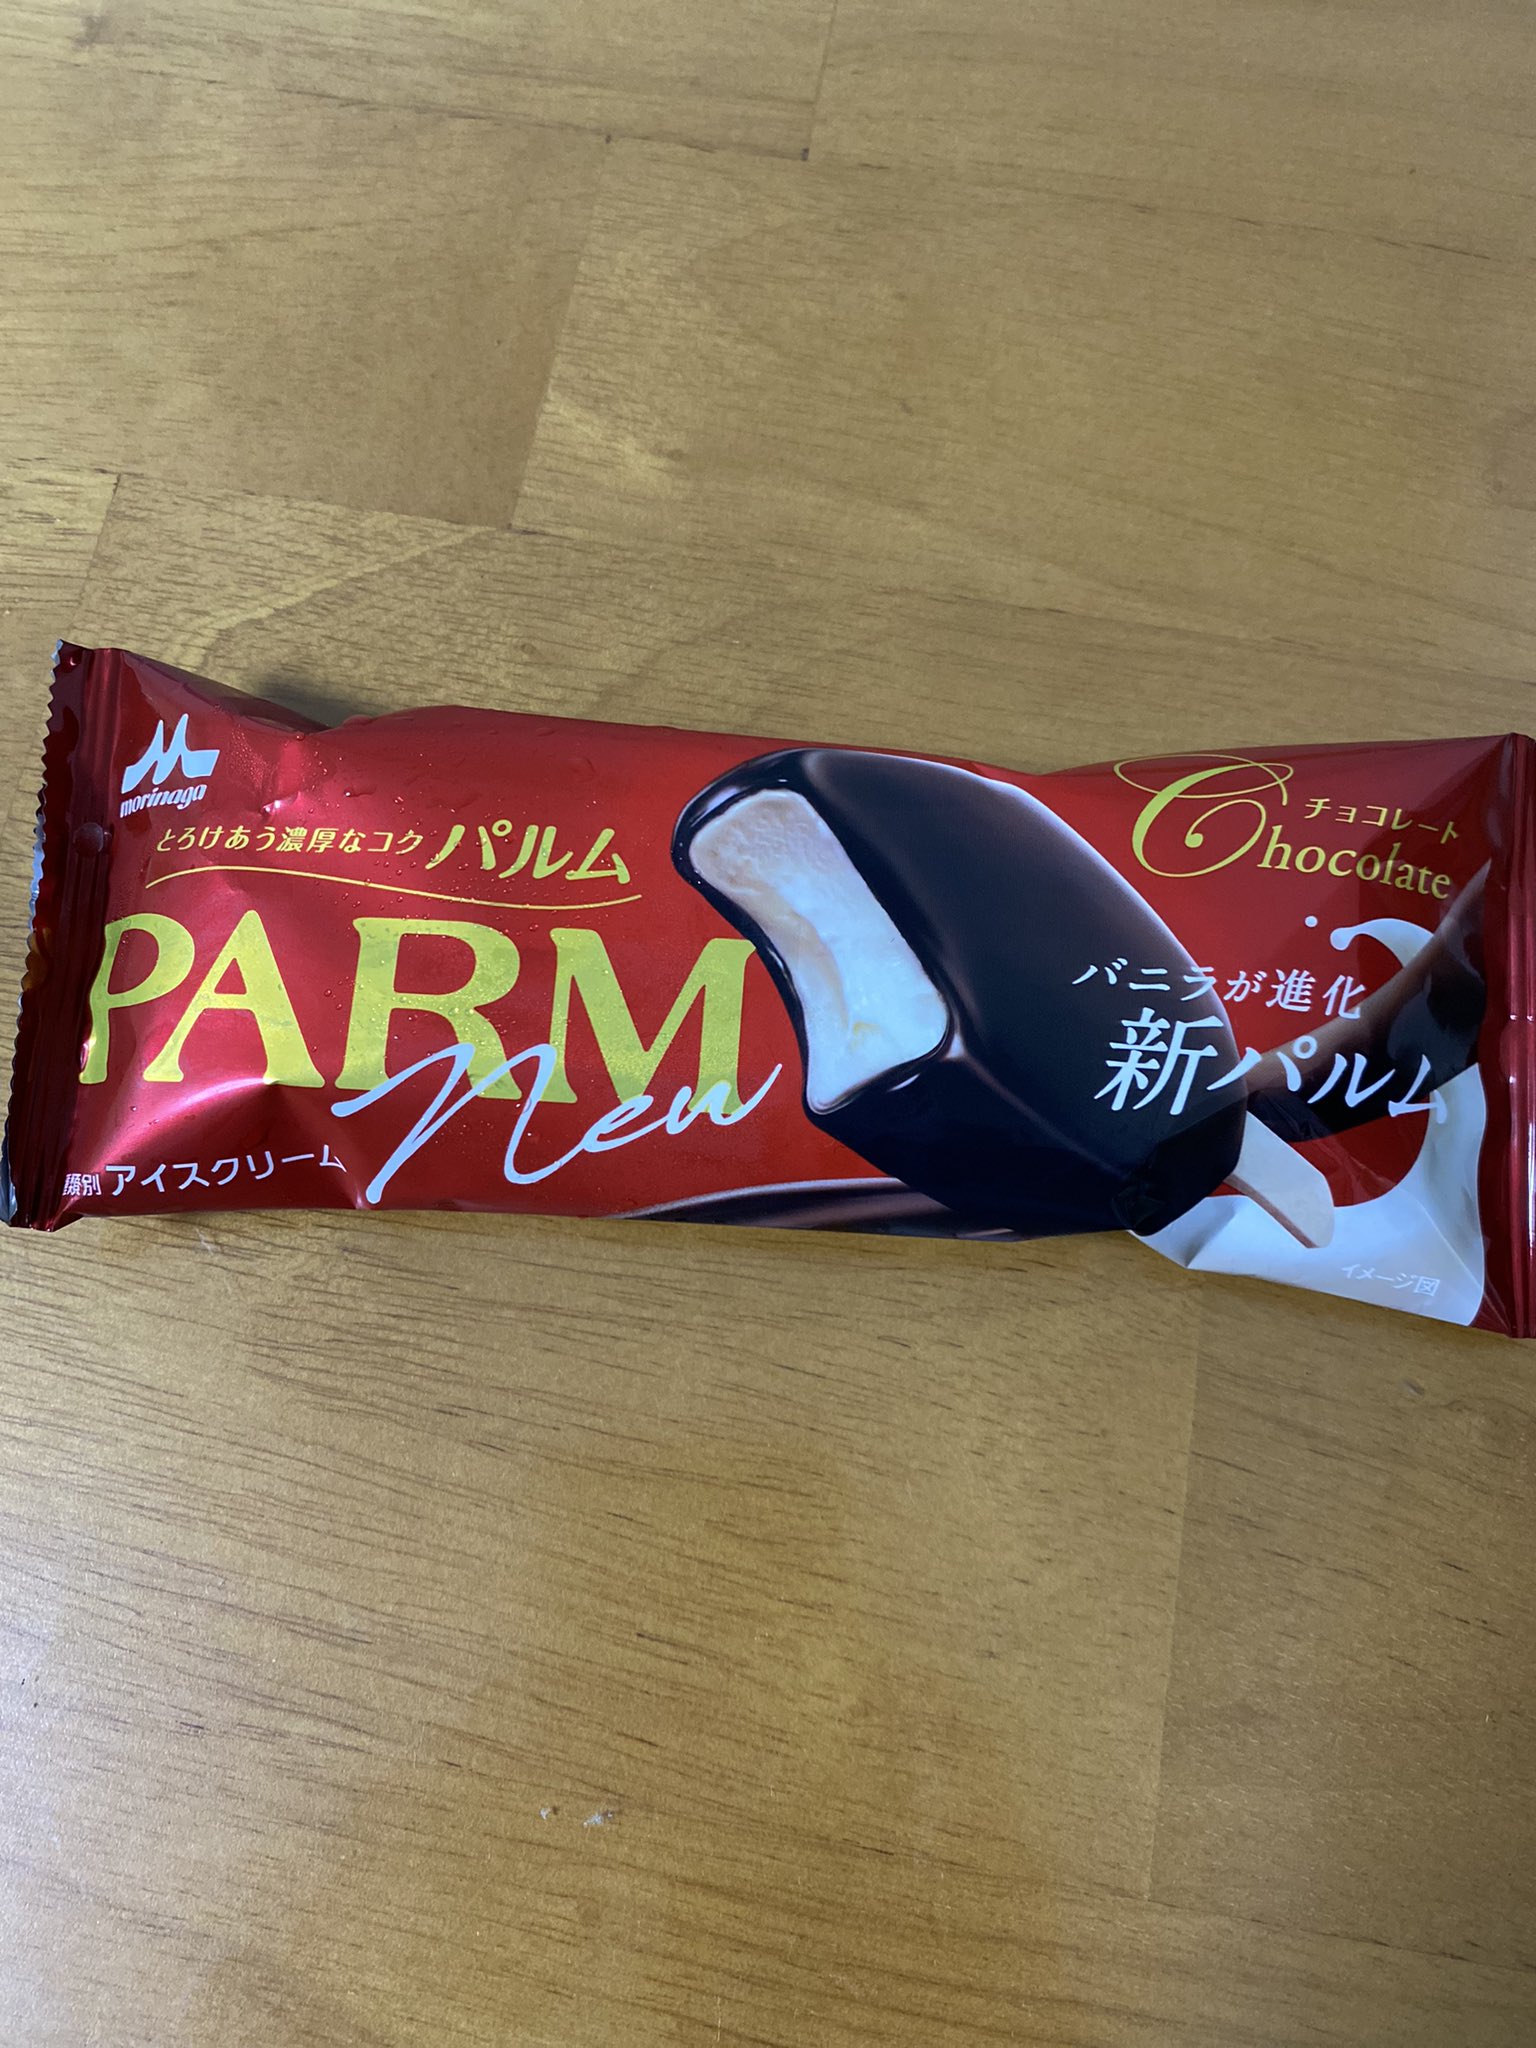 morinaga
とろけあう濃厚なコク パルム
PARM
New
種類別 アイスクリーム
チョコレート
Chocolate
バニラが進化
新パルム
イメージ図